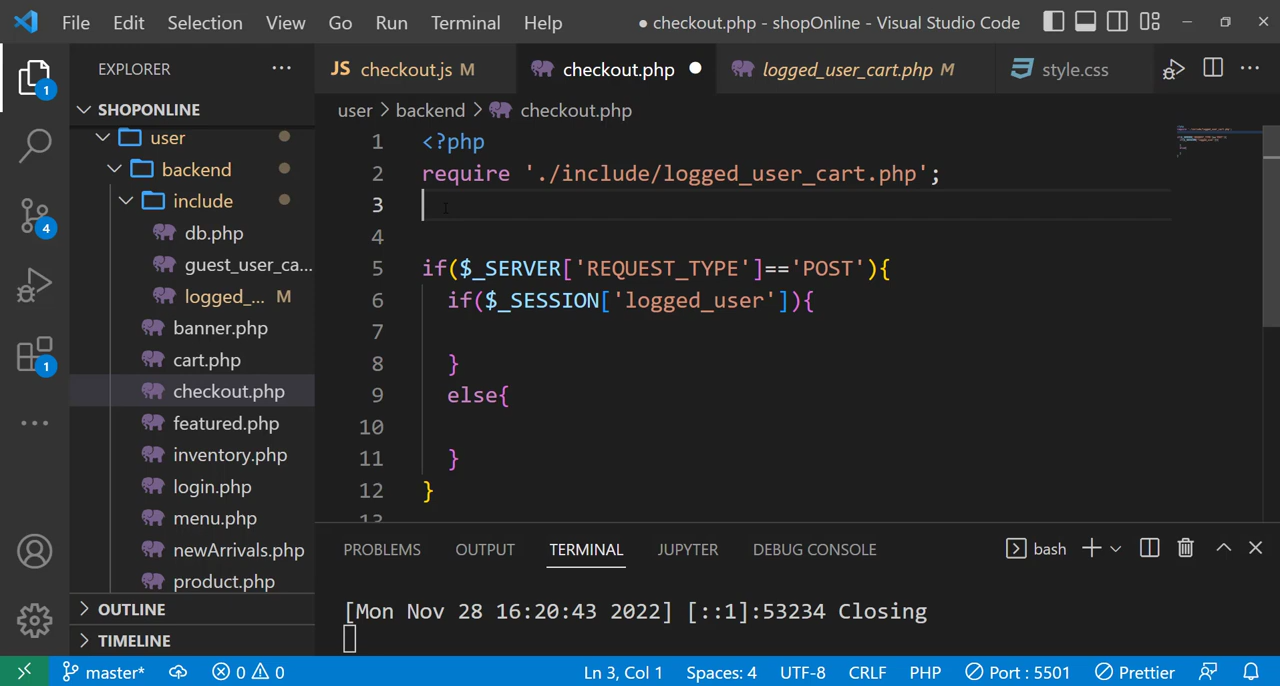 File Edit Selection View Go Run Terminal Help ● checkout.php - shopOnline - Visual Studio Code
EXPLORER ... JS checkout.js M checkout.php ● logged_user_cart.php M style.css ...
SHOPONLINE
user > backend > checkout.php
user
backend
include
db.php
guest_user_ca...
logged_... M
banner.php
cart.php
checkout.php
featured.php
inventory.php
login.php
menu.php
newArrivals.php
product.php
OUTLINE
TIMELINE
1
4
1
1 <?php
2 require './include/logged_user_cart.php';
3
4
5 if($_SERVER['REQUEST_TYPE']=='POST'){
6 if($_SESSION['logged_user']){
7
8 }
9 else{
10
11 }
12 }
13
PROBLEMS OUTPUT TERMINAL JUPYTER DEBUG CONSOLE bash
[Mon Nov 28 16:20:43 2022] [::1]:53234 Closing
master* 0 0 Ln 3, Col 1 Spaces: 4 UTF-8 CRLF PHP Port : 5501 Prettier